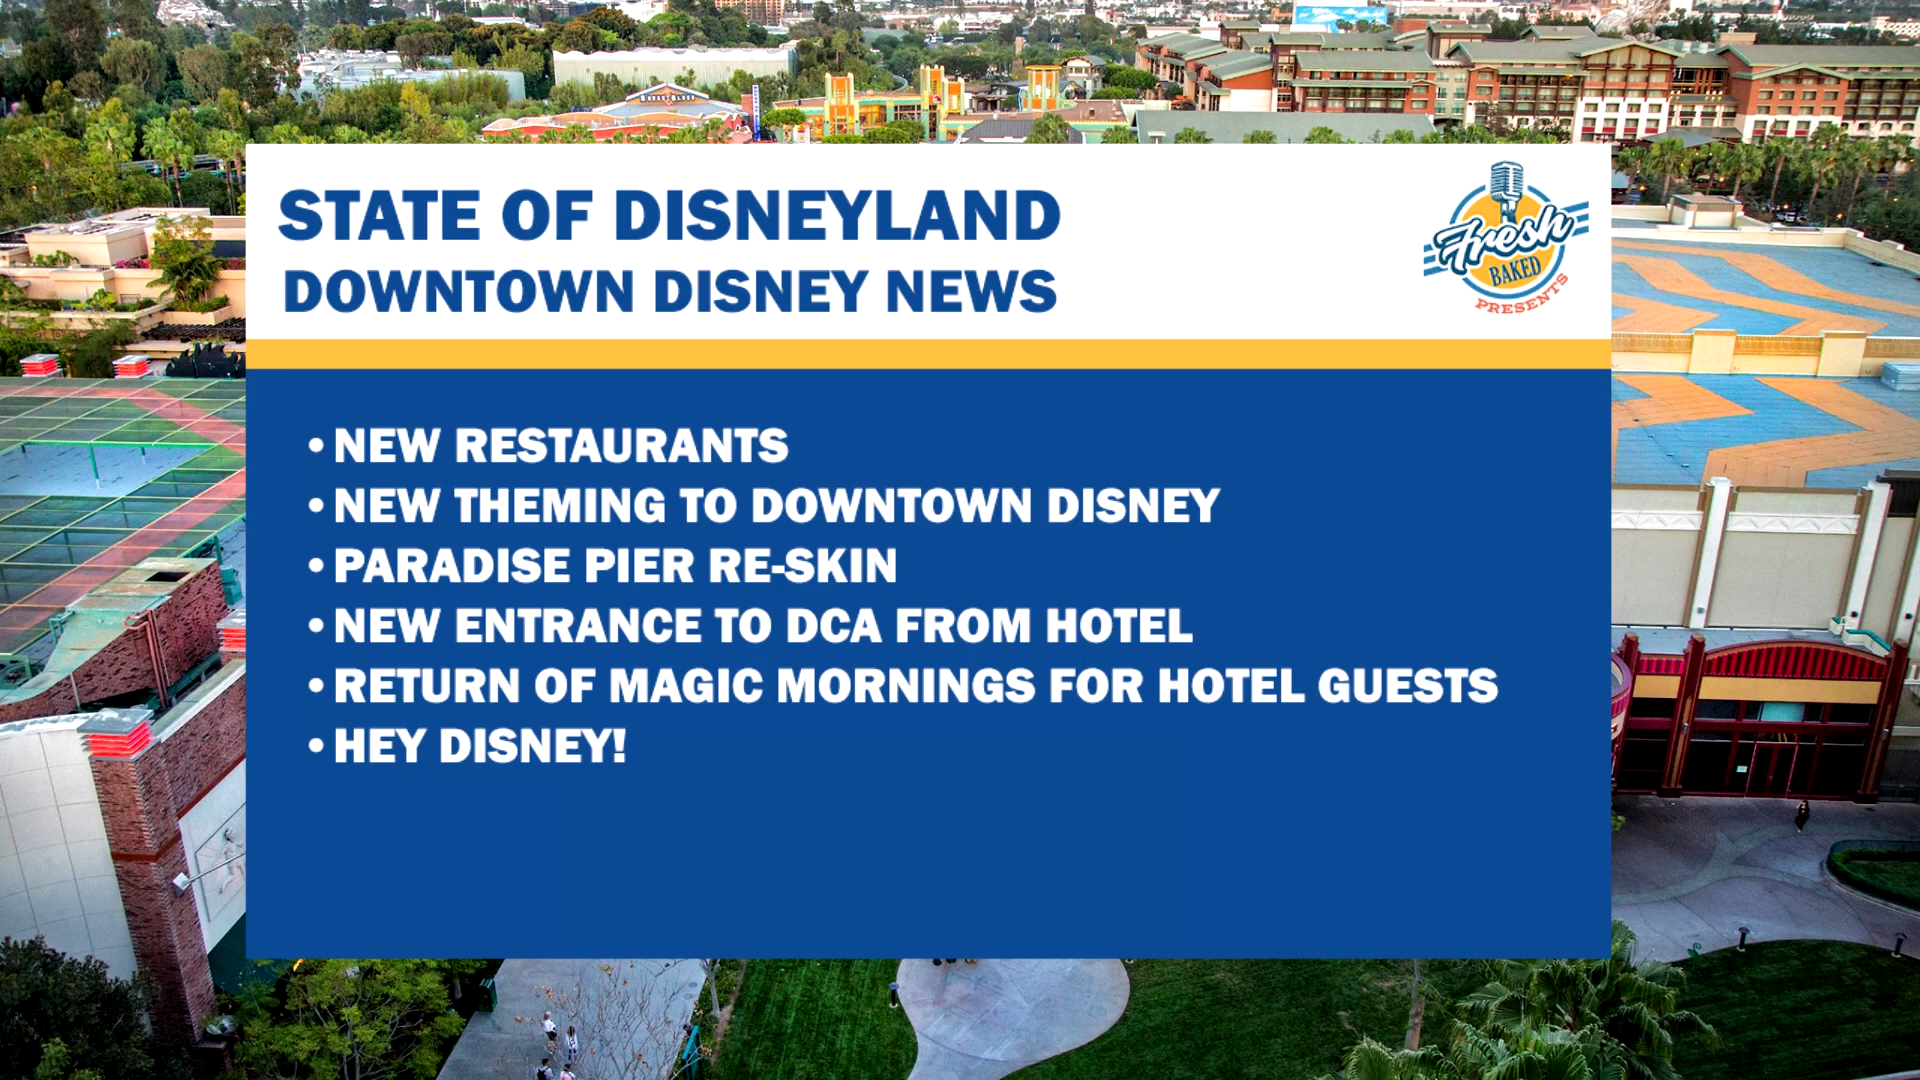 STATE OF DISNEYLAND
DOWNTOWN DISNEY NEWS
Fresh
BAKED
PRESENTS
• NEW RESTAURANTS
• NEW THEMING TO DOWNTOWN DISNEY
• PARADISE PIER RE-SKIN
• NEW ENTRANCE TO DCA FROM HOTEL
• RETURN OF MAGIC MORNINGS FOR HOTEL GUESTS
• HEY DISNEY!